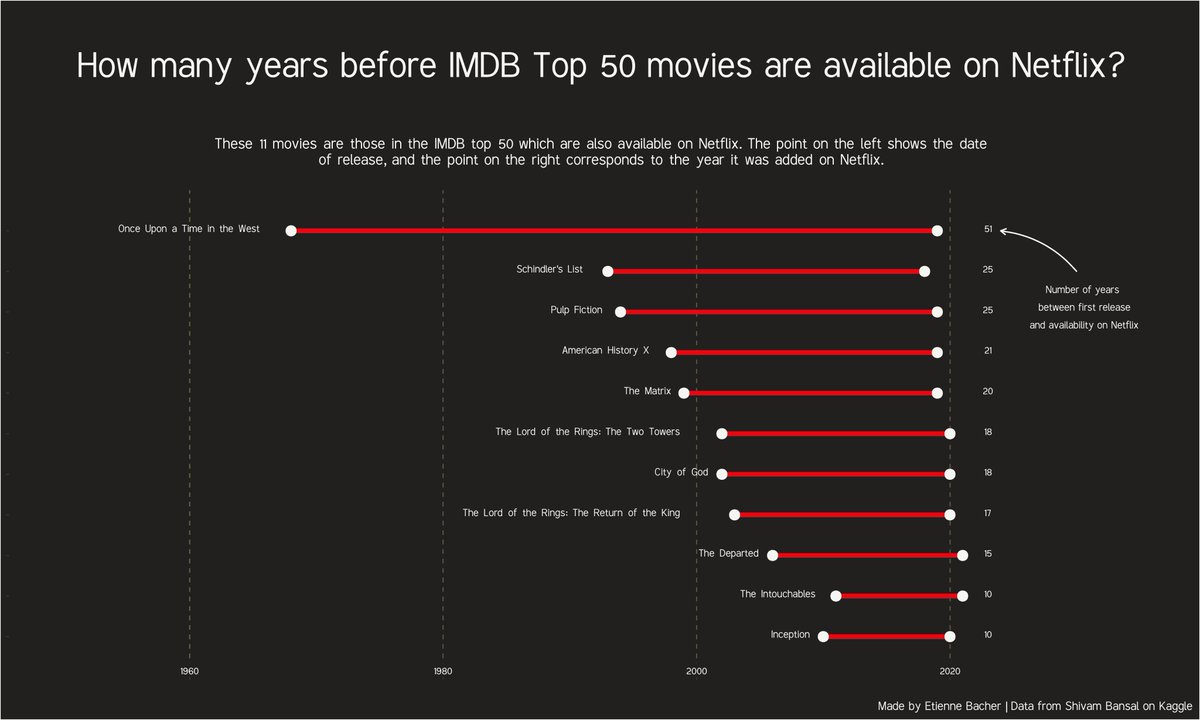 How many years before IMDB Top 50 movies are available on Netflix?
These 11 movies are those in the IMDB top 50 which are also available on Netflix. The point on the left shows the date
of release, and the point on the right corresponds to the year it was added on Netflix.
Once Upon a Time in the West 51
Schindler's List 25
Number of years
between first release
and availability on Netflix
Pulp Fiction 25
American History X 21
The Matrix 20
The Lord of the Rings: The Two Towers 18
City of God 18
The Lord of the Rings: The Return of the King 17
The Departed 15
The Intouchables 10
Inception 10
1960 1980 2000 2020
Made by Etienne Bacher | Data from Shivam Bansal on Kaggle